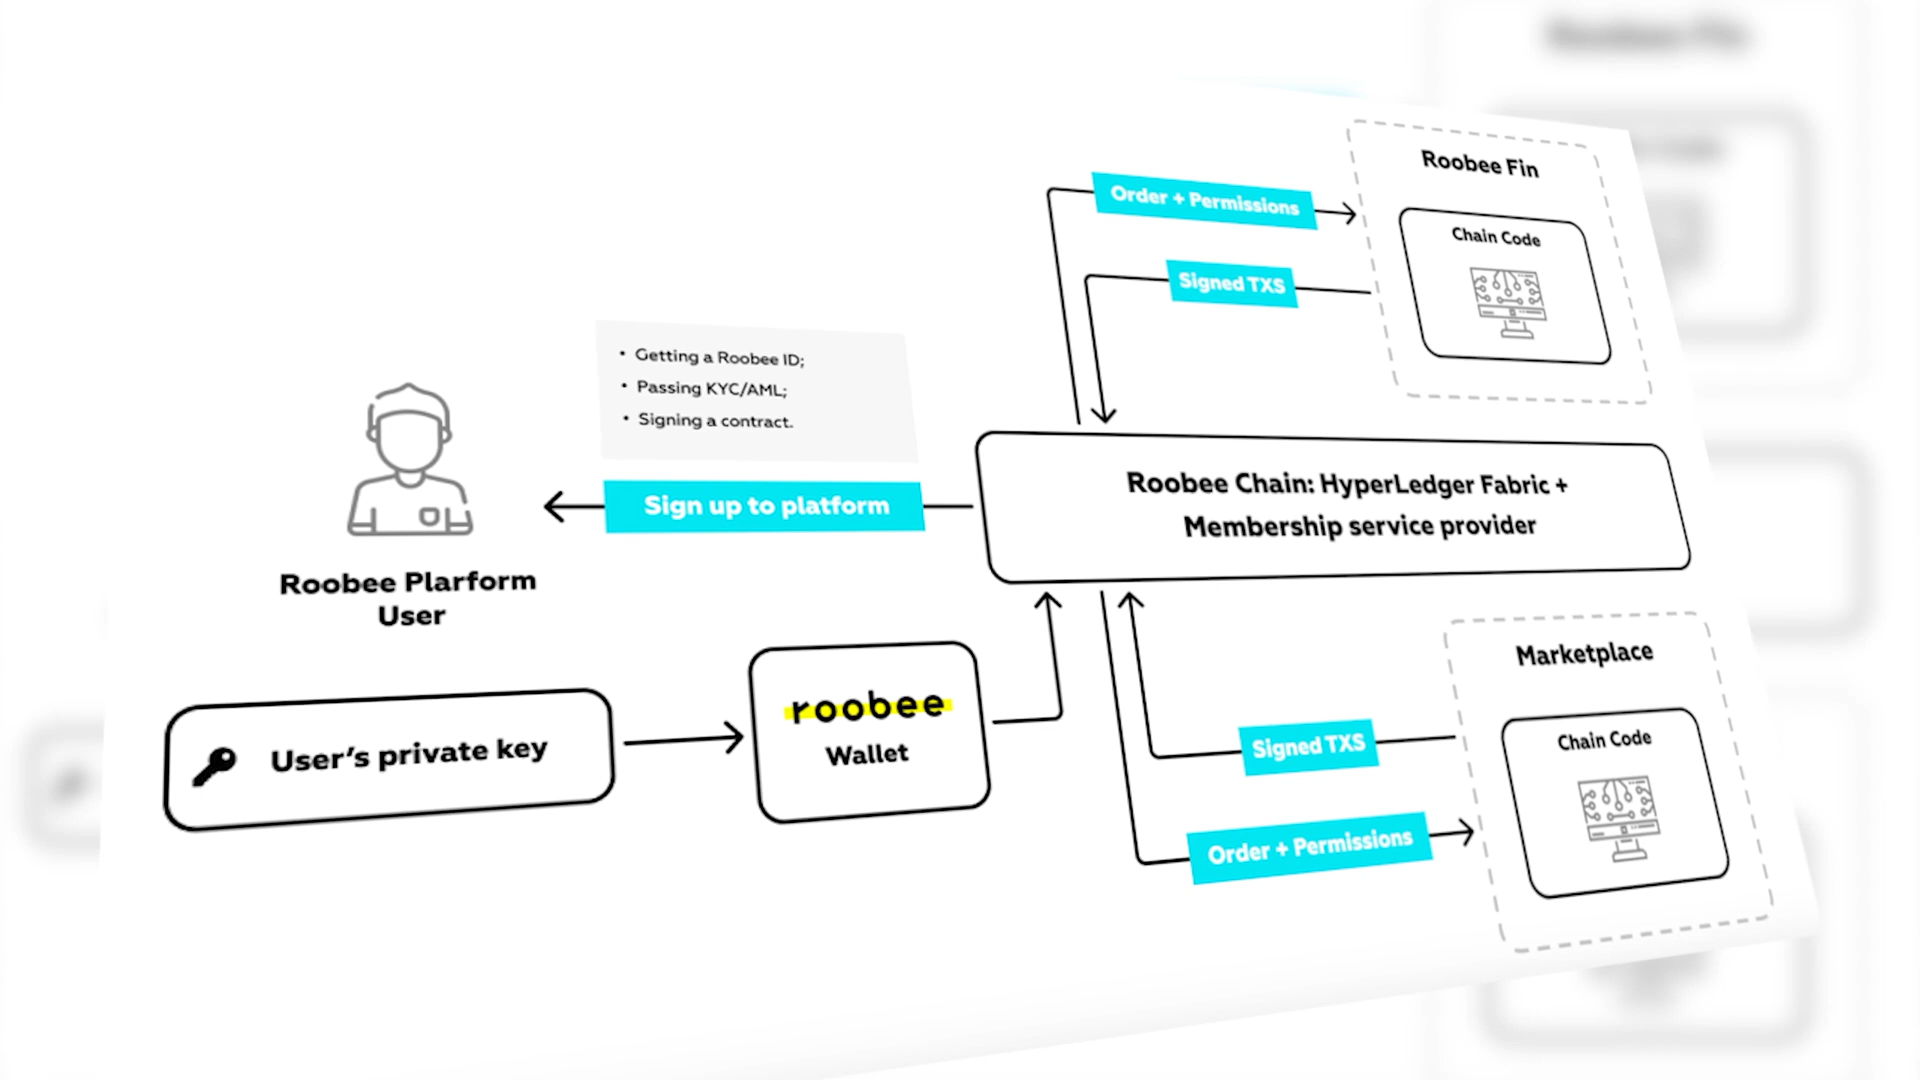 Roobee Fin
Order + Permissions
Chain Code
Signed TXS
• Getting a Roobee ID;
• Passing KYC/AML;
• Signing a contract.
Sign up to platform
Roobee Chain: HyperLedger Fabric +
Membership service provider
Roobee Plarform
User
User's private key
roobee
Wallet
Marketplace
Signed TXS
Chain Code
Order + Permissions